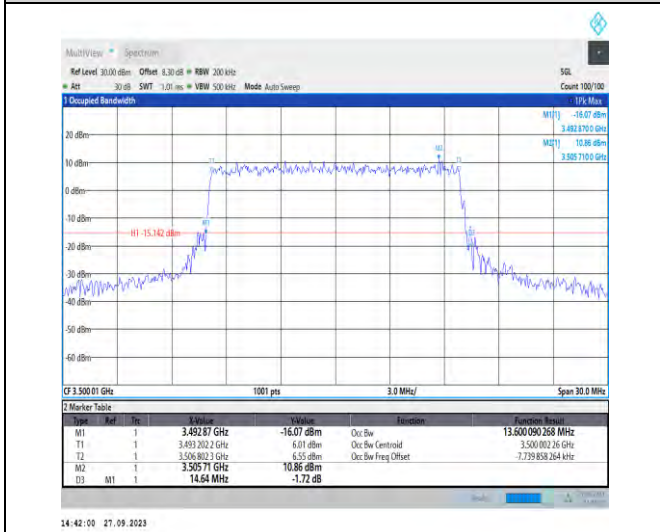 MultiView Spectrum
Ref Level 30.00 dBm Offset 8.30 dB RBW 200 kHz SGL
Att 30 dB SWT 1.01 ms VBW 500 kHz Mode Auto Sweep Count 100/100
1 Occupied Bandwidth 1Pk Max
M1[1] -16.07 dBm
3.492 870 0 GHz
M2[1] 10.86 dBm
3.505 710 0 GHz
20 dBm
M2
T1 T2
10 dBm
0 dBm
-10 dBm
M1
H1 -15.142 dBm
D3
-20 dBm
-30 dBm
-40 dBm
-50 dBm
-60 dBm
CF 3.500 01 GHz 1001 pts 3.0 MHz/ Span 30.0 MHz
2 Marker Table
Type Ref Trc X-Value Y-Value Function Function Result
M1 1 3.492 87 GHz -16.07 dBm Occ Bw 13.600 090 268 MHz
T1 1 3.493 202 2 GHz 6.01 dBm Occ Bw Centroid 3.500 002 26 GHz
T2 1 3.506 802 3 GHz 6.55 dBm Occ Bw Freq Offset -7.739 858 264 kHz
M2 1 3.505 71 GHz 10.86 dBm
D3 M1 1 14.64 MHz -1.72 dB
14:42:00 27.09.2023